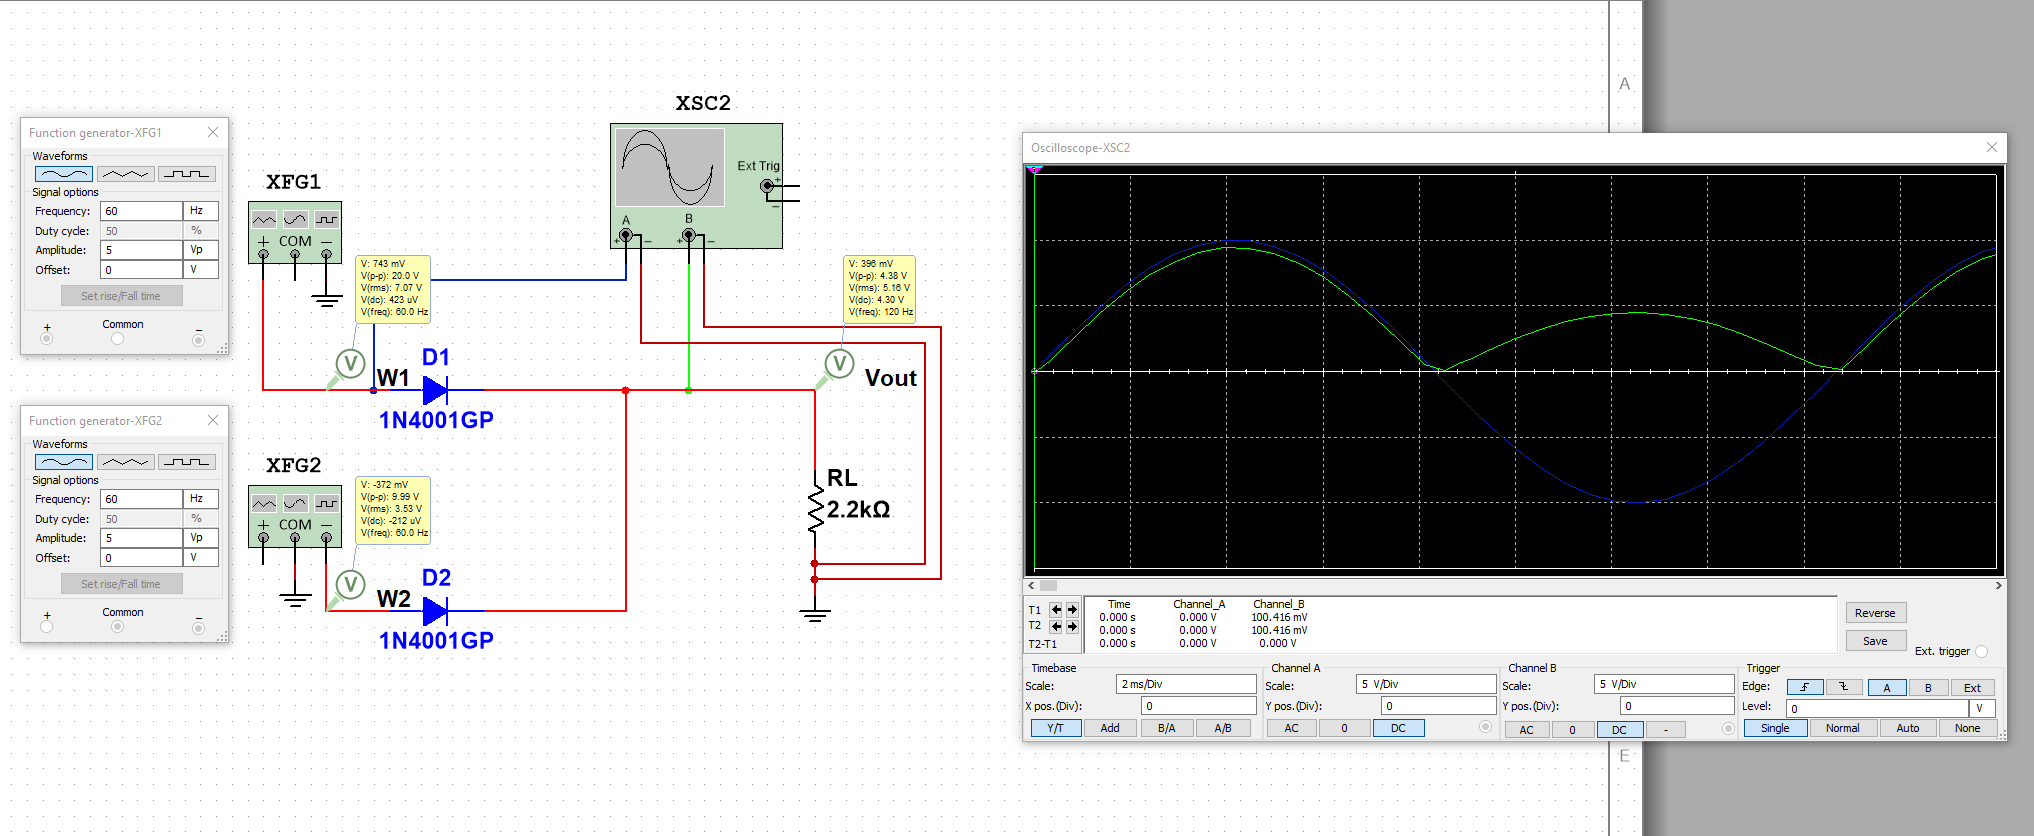 A
XSC2
Ext Trig
+
−
A
B
+
−
+
−
Function generator-XFG1
Waveforms
Signal options
Frequency: 60 Hz
Duty cycle: 50 %
Amplitude: 5 Vp
Offset: 0 V
Set rise/Fall time
+
Common
−
XFG1
+ COM −
V: 743 mV
V(p-p): 20.0 V
V(rms): 7.07 V
V(dc): 423 uV
V(freq): 60.0 Hz
V
W1
D1
1N4001GP
V: 396 mV
V(p-p): 4.38 V
V(rms): 5.16 V
V(dc): 4.30 V
V(freq): 120 Hz
V
Vout
Function generator-XFG2
Waveforms
Signal options
Frequency: 60 Hz
Duty cycle: 50 %
Amplitude: 5 Vp
Offset: 0 V
Set rise/Fall time
+
Common
−
XFG2
+ COM −
V: -372 mV
V(p-p): 9.99 V
V(rms): 3.53 V
V(dc): -212 uV
V(freq): 60.0 Hz
V
W2
D2
1N4001GP
RL
2.2kΩ
Oscilloscope-XSC2
Time Channel_A Channel_B
T1 0.000 s 0.000 V 100.416 mV
T2 0.000 s 0.000 V 100.416 mV
T2-T1 0.000 s 0.000 V 0.000 V
Reverse
Save
Ext. trigger
Timebase
Scale: 2 ms/Div
X pos.(Div): 0
Y/T Add B/A A/B
Channel A
Scale: 5 V/Div
Y pos.(Div): 0
AC 0 DC
Channel B
Scale: 5 V/Div
Y pos.(Div): 0
AC 0 DC -
Trigger
Edge: A B Ext
Level: 0 V
Single Normal Auto None
E